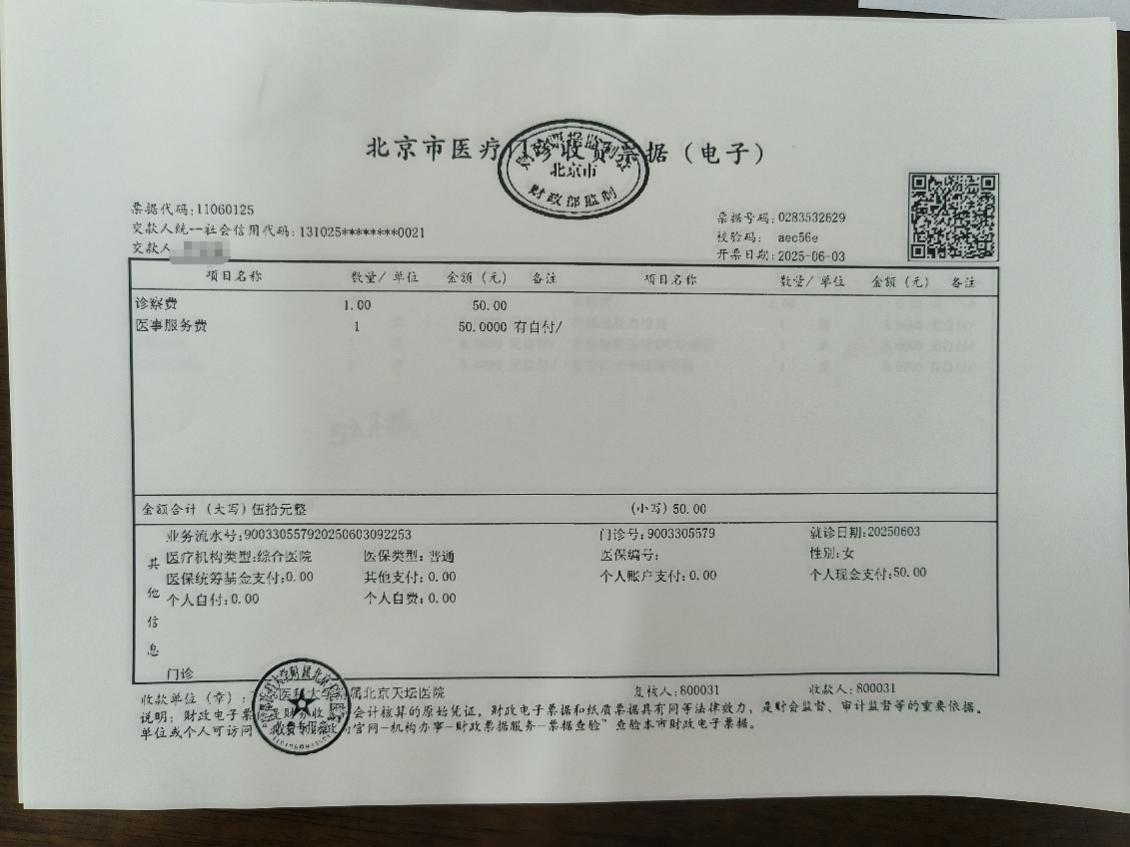 北京市医疗门诊收费票据（电子）
北京市
财政部监制
票据代码:11060125
票据号码:0283532629
交款人统一社会信用代码:131025********0021
校验码: aec56e
交款人
开票日期:2025-06-03
项目名称 数量/单位 金额（元） 备注 项目名称 数量/单位 金额（元） 备注
诊察费 1.00 50.00
医事服务费 1 50.0000 有自付/
金额合计（大写）伍拾元整 （小写）50.00
其他信息
业务流水号:900330557920250603092253 门诊号:9003305579 就诊日期:20250603
医疗机构类型:综合医院 医保类型:普通 医保编号: 性别:女
医保统筹基金支付:0.00 其他支付:0.00 个人账户支付:0.00 个人现金支付:50.00
个人自付:0.00 个人自费:0.00
门诊
收款单位（章）: 医科大学 属北京天坛医院 复核人:800031 收款人:800031
说明: 财政电子票 是财 收 会计核算的原始凭证, 财政电子票据和纸质票据具有同等法律效力, 是财会监督、审计监督等的重要依据。
单位或个人可访问“ 官网-机构办事-财政票据服务-票据查验”查验本市财政电子票据。